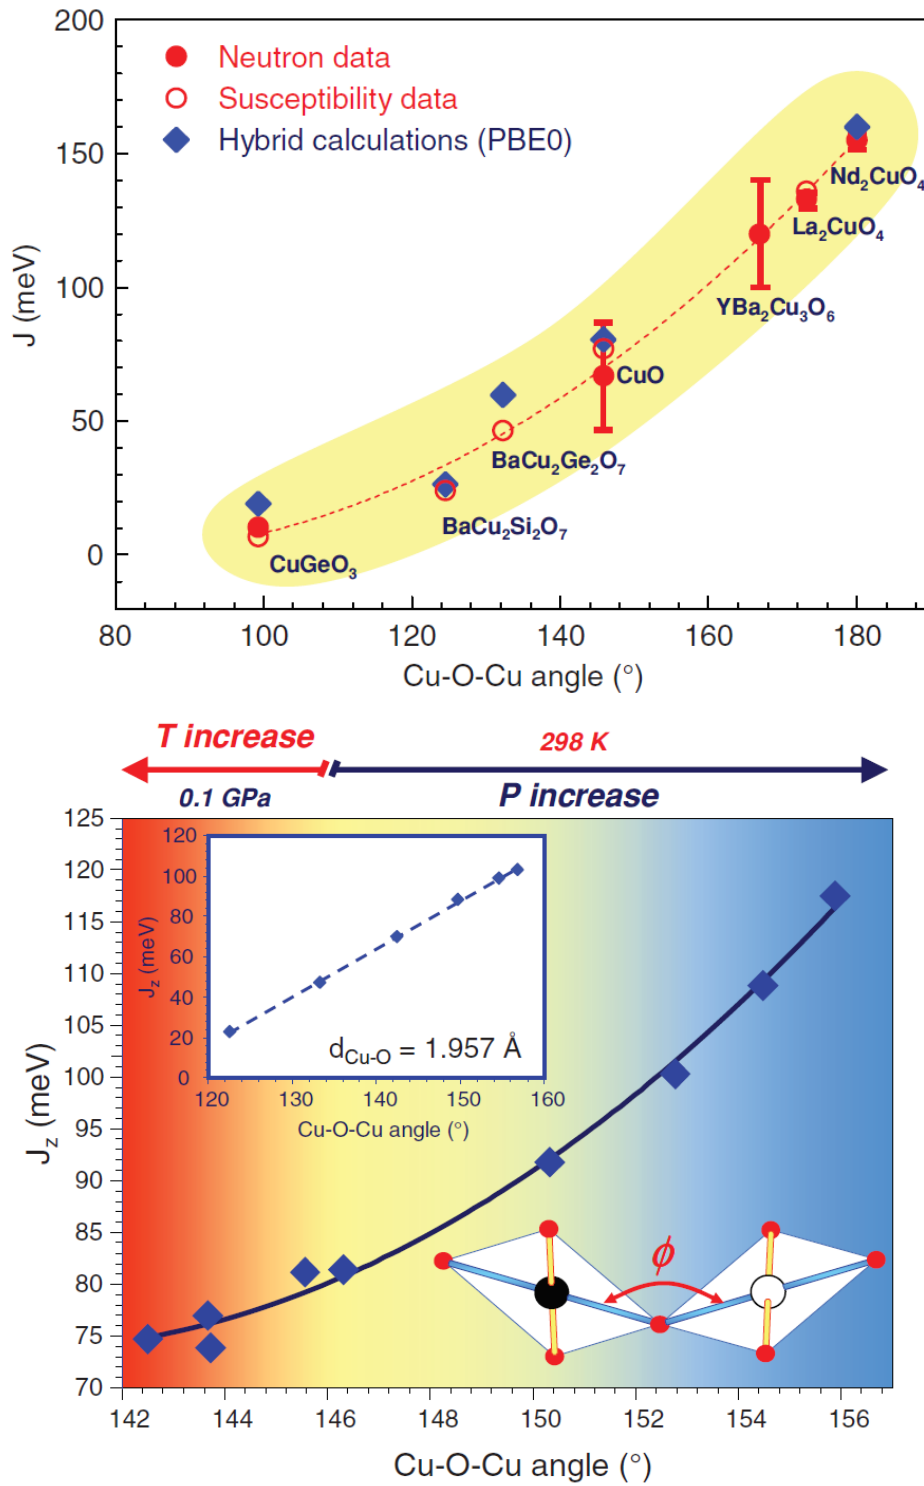 200
Neutron data
Susceptibility data
Hybrid calculations (PBE0)
150
Nd₂CuO₄
La₂CuO₄
J (meV)
100
YBa₂Cu₃O₆
CuO
50
BaCu₂Ge₂O₇
BaCu₂Si₂O₇
0
CuGeO₃
80 100 120 140 160 180
Cu-O-Cu angle (°)
T increase 298 K
0.1 GPa P increase
125
120
115
110
105
100
95
90
85
80
75
70
J_z (meV)
120
100
80
60
40
20
0
J_z (meV)
d_Cu-O = 1.957 Å
120 130 140 150 160
Cu-O-Cu angle (°)
ϕ
142 144 146 148 150 152 154 156
Cu-O-Cu angle (°)